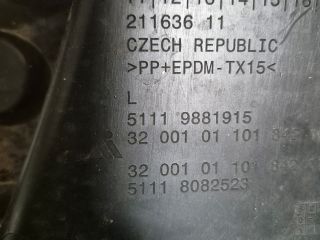 211636 11
CZECH REPUBLIC
>PP+EPDM-TX15<
L
5111 9881915
32 001 01 101
32 001 01 101
5111 8082523